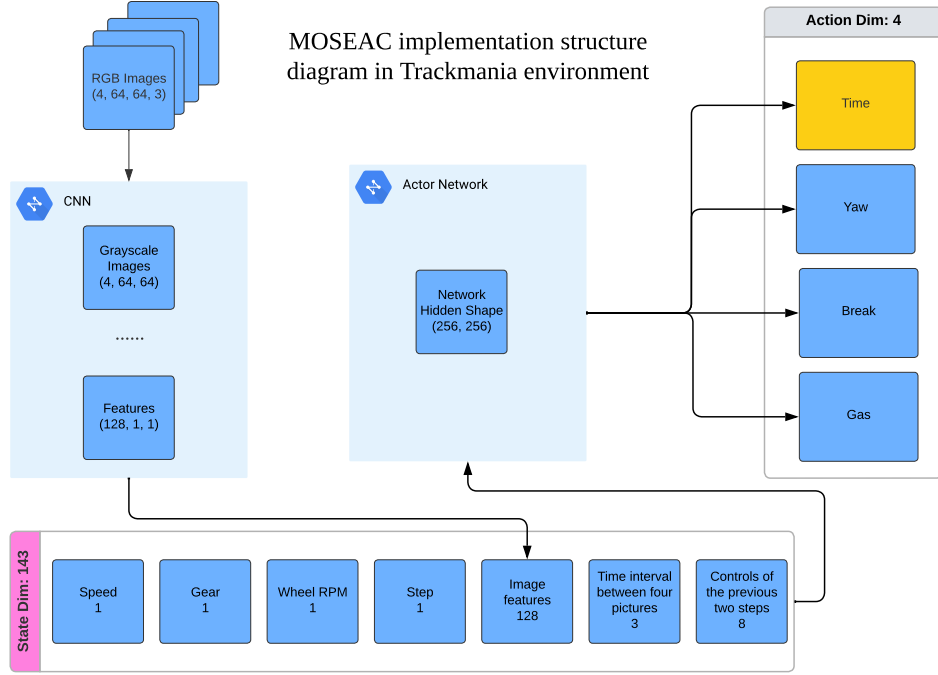 MOSEAC implementation structure
diagram in Trackmania environment
RGB Images
(4, 64, 64, 3)
CNN
Grayscale
Images
(4, 64, 64)
......
Features
(128, 1, 1)
Actor Network
Network
Hidden Shape
(256, 256)
Action Dim: 4
Time
Yaw
Break
Gas
State Dim: 143
Speed
1
Gear
1
Wheel RPM
1
Step
1
Image
features
128
Time interval
between four
pictures
3
Controls of
the previous
two steps
8